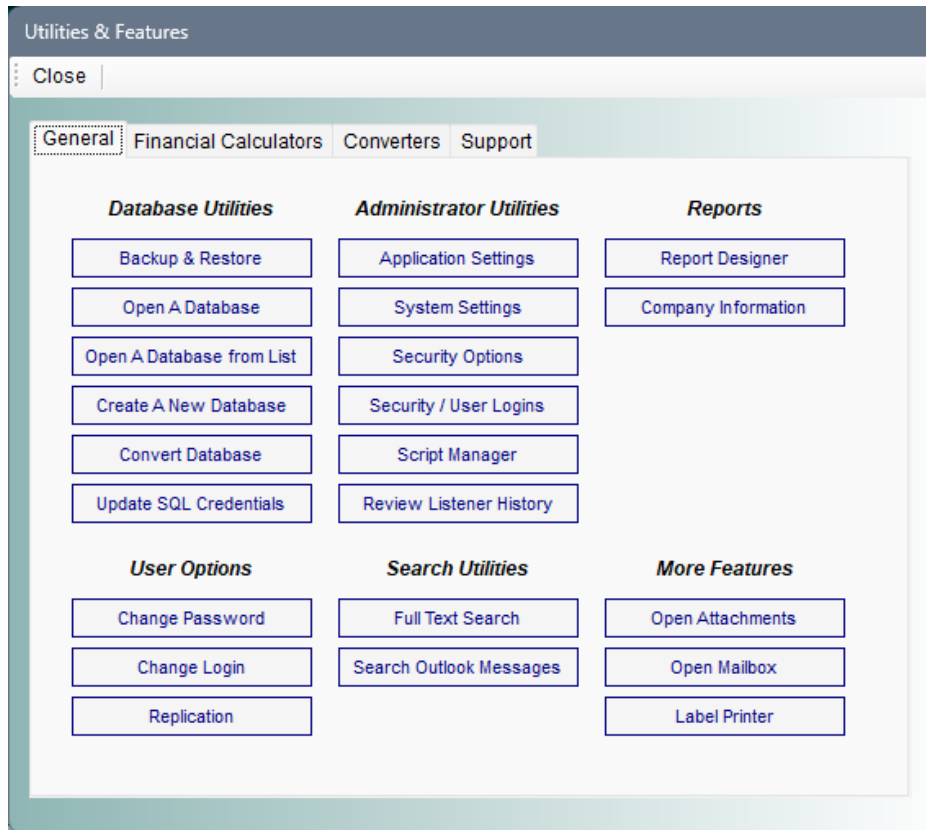 Utilities & Features
Close
General Financial Calculators Converters Support
Database Utilities Administrator Utilities Reports
Backup & Restore Application Settings Report Designer
Open A Database System Settings Company Information
Open A Database from List Security Options
Create A New Database Security / User Logins
Convert Database Script Manager
Update SQL Credentials Review Listener History
User Options Search Utilities More Features
Change Password Full Text Search Open Attachments
Change Login Search Outlook Messages Open Mailbox
Replication Label Printer